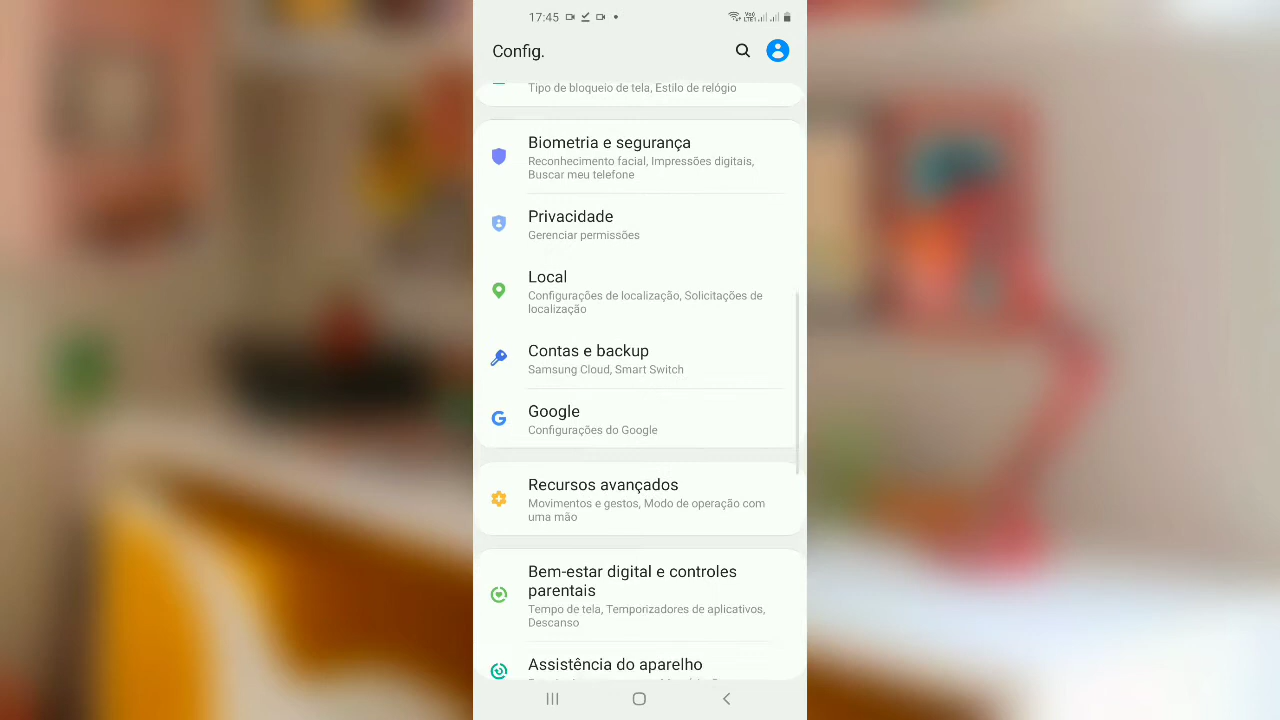 17:45
Config.
Tipo de bloqueio de tela, Estilo de relógio
Biometria e segurança
Reconhecimento facial, Impressões digitais,
Buscar meu telefone
Privacidade
Gerenciar permissões
Local
Configurações de localização, Solicitações de
localização
Contas e backup
Samsung Cloud, Smart Switch
Google
Configurações do Google
Recursos avançados
Movimentos e gestos, Modo de operação com
uma mão
Bem-estar digital e controles
parentais
Tempo de tela, Temporizadores de aplicativos,
Descanso
Assistência do aparelho